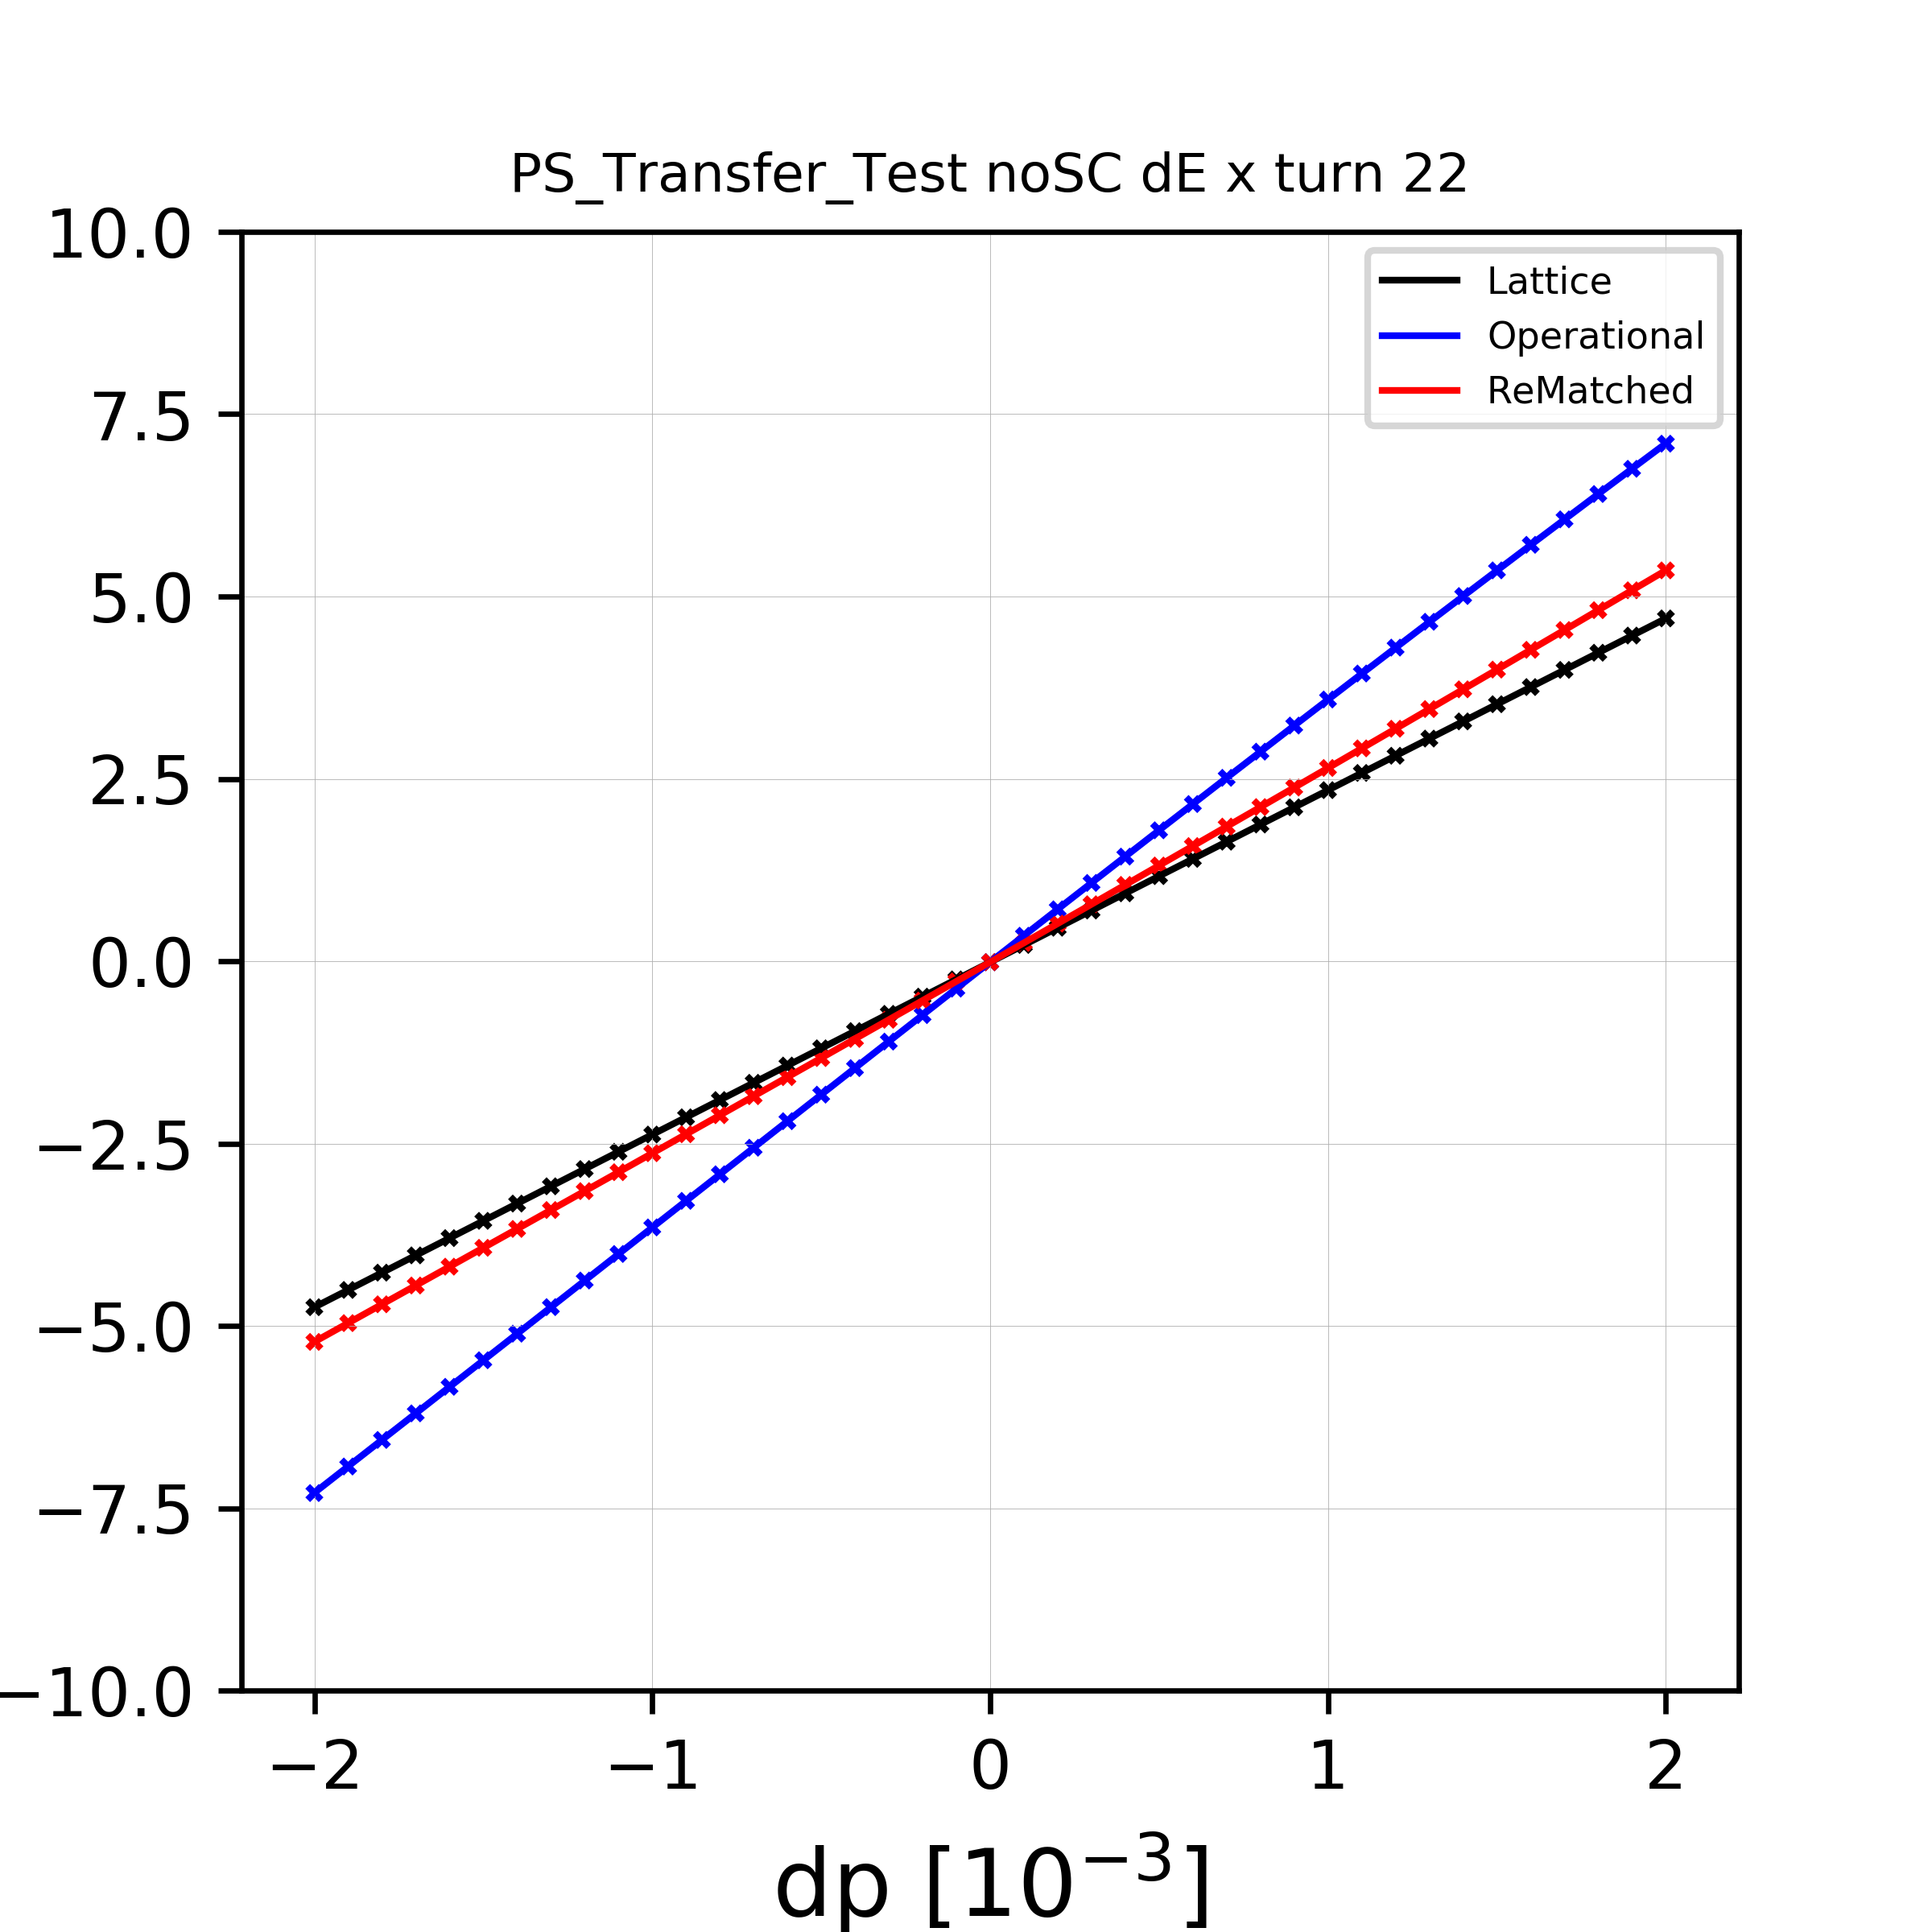 PS_Transfer_Test noSC dE x turn 22
10.0
7.5
5.0
2.5
0.0
−2.5
−5.0
−7.5
−10.0
Lattice
Operational
ReMatched
−2 −1 0 1 2
dp [10⁻³]